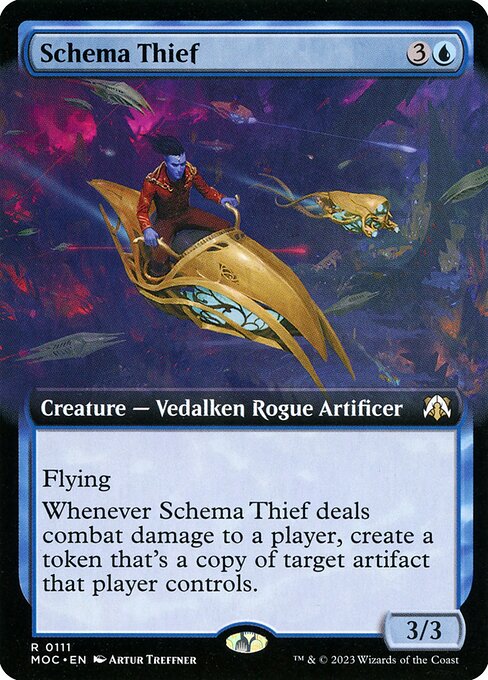 Schema Thief 3
Creature — Vedalken Rogue Artificer
Flying
Whenever Schema Thief deals
combat damage to a player, create a
token that's a copy of target artifact
that player controls.
3/3
R 0111
MOC • EN Artur Treffner
™ & © 2023 Wizards of the Coast